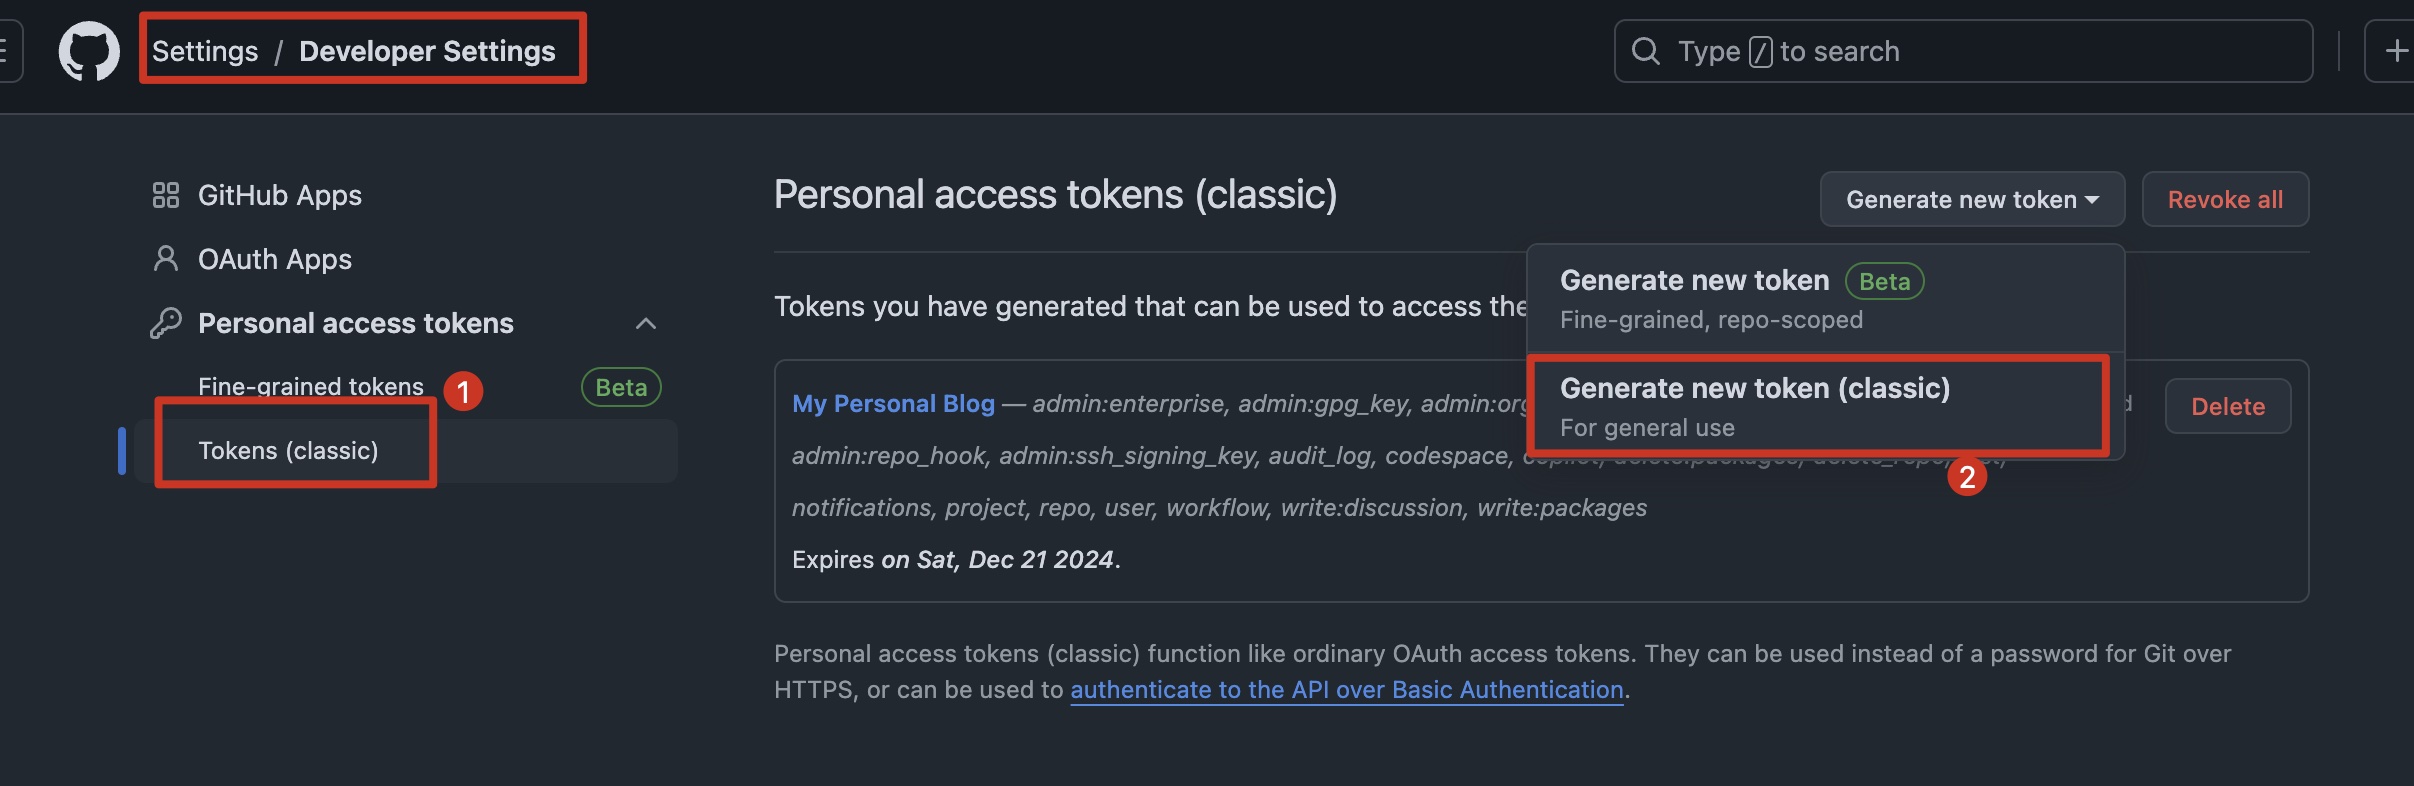 Settings / Developer Settings
Type / to search
GitHub Apps
OAuth Apps
Personal access tokens
Fine-grained tokens 1 Beta
Tokens (classic)
Personal access tokens (classic)
Generate new token
Revoke all
Generate new token Beta
Fine-grained, repo-scoped
Generate new token (classic)
For general use
2
Tokens you have generated that can be used to access the
My Personal Blog — admin:enterprise, admin:gpg_key,
admin:repo_hook, admin:ssh_signing_key, audit_log, codespace,
notifications, project, repo, user, workflow, write:discussion, write:packages
Expires on Sat, Dec 21 2024.
Delete
Personal access tokens (classic) function like ordinary OAuth access tokens. They can be used instead of a password for Git over
HTTPS, or can be used to authenticate to the API over Basic Authentication.